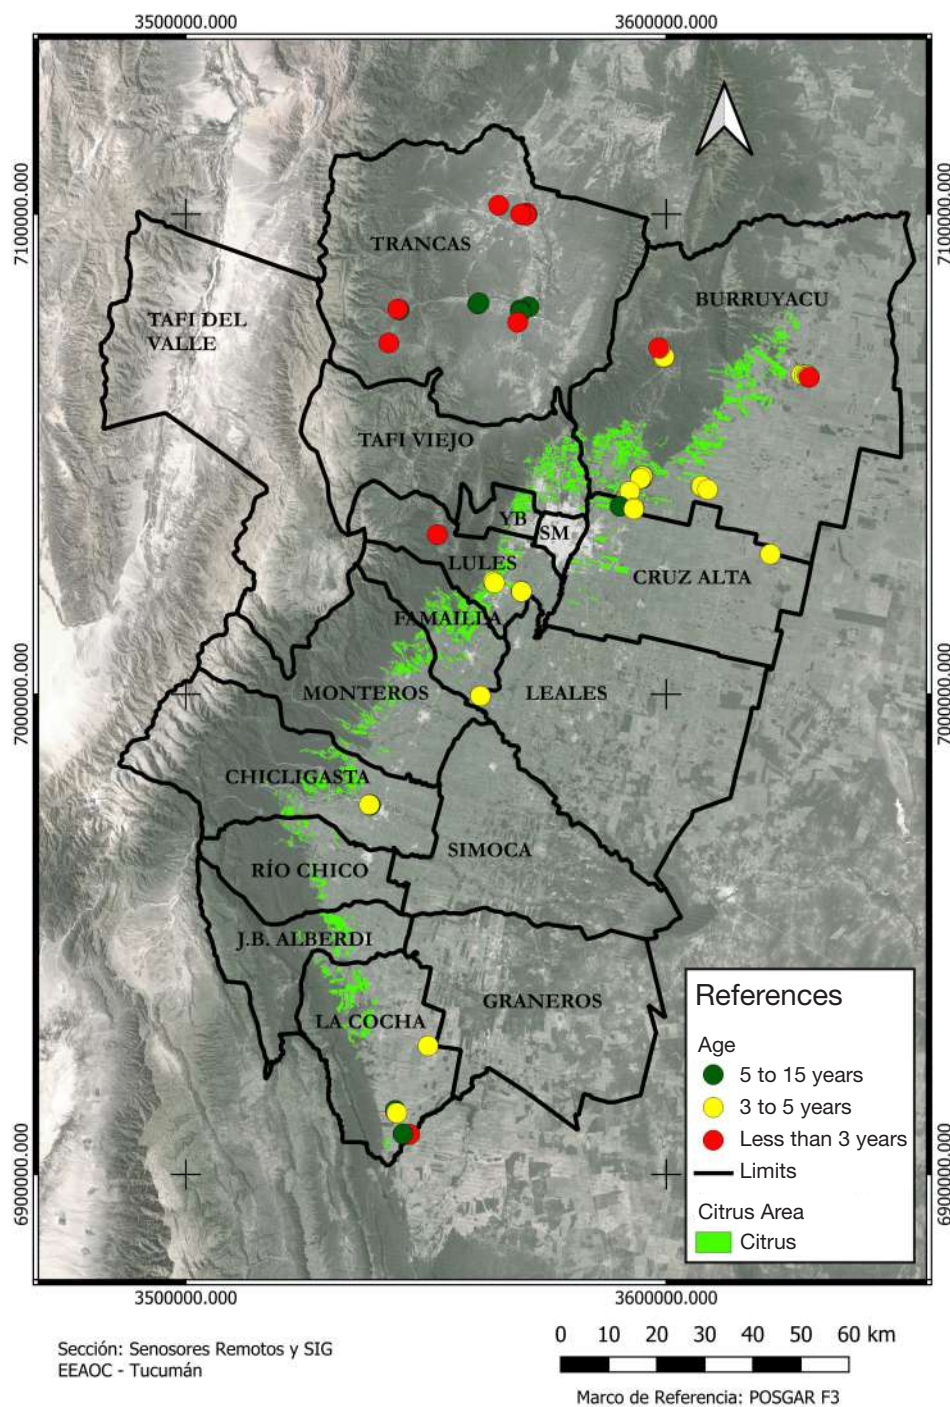 3500000.000
3600000.000
7100000.000
7100000.000
TRANCAS
BURRUYACU
TAFI DEL
VALLE
TAFI VIEJO
YB
SM
LULES
CRUZ ALTA
FAMAILLA
7000000.000
MONTEROS
LEALES
7000000.000
CHICLIGASTA
SIMOCA
RÍO CHICO
J.B. ALBERDI
GRANEROS
LA COCHA
References
Age
5 to 15 years
3 to 5 years
Less than 3 years
Limits
Citrus Area
Citrus
6900000.000
6900000.000
3500000.000
3600000.000
Sección: Senosores Remotos y SIG
EEAOC - Tucumán
0 10 20 30 40 50 60 km
Marco de Referencia: POSGAR F3